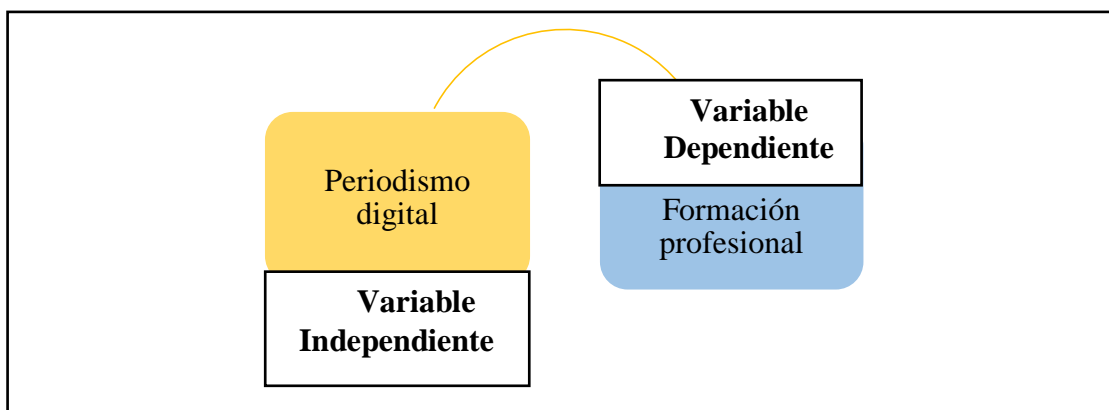 Periodismo
digital
Variable
Independiente
Variable
Dependiente
Formación
profesional